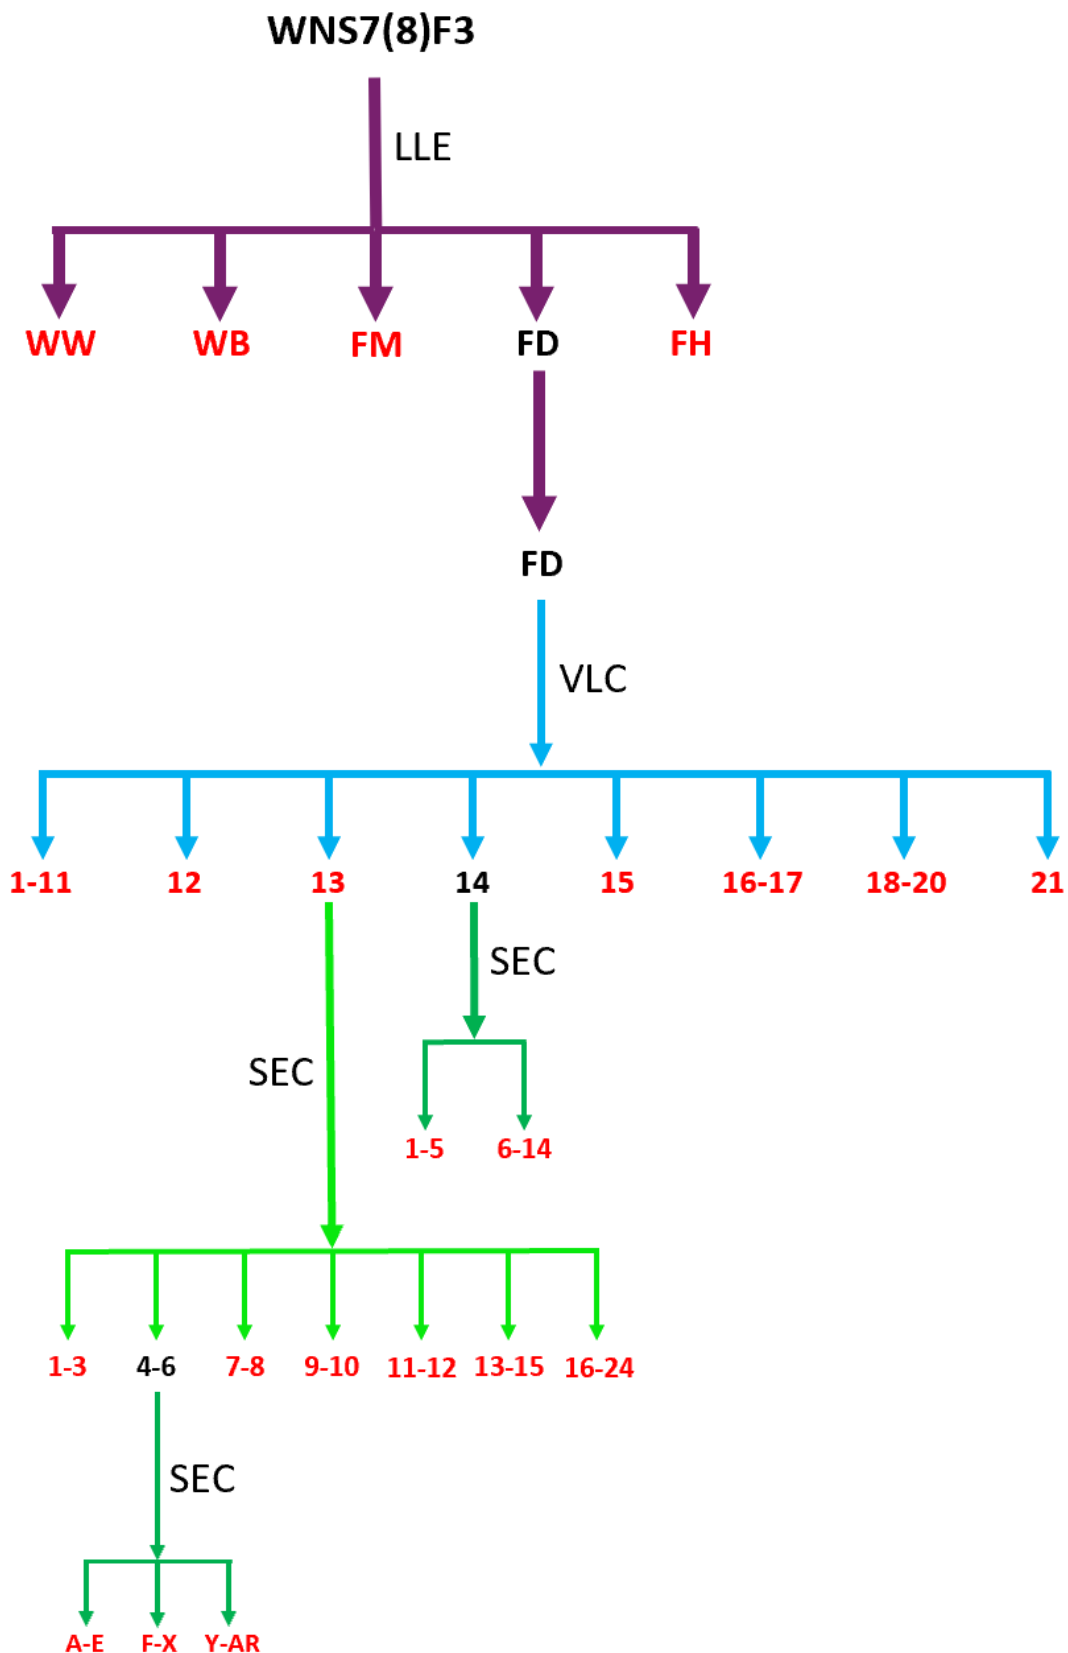 WNS7(8)F3
LLE
WW WB FM FD FH
FD
VLC
1-11 12 13 14 15 16-17 18-20 21
SEC
SEC
1-5 6-14
1-3 4-6 7-8 9-10 11-12 13-15 16-24
SEC
A-E F-X Y-AR